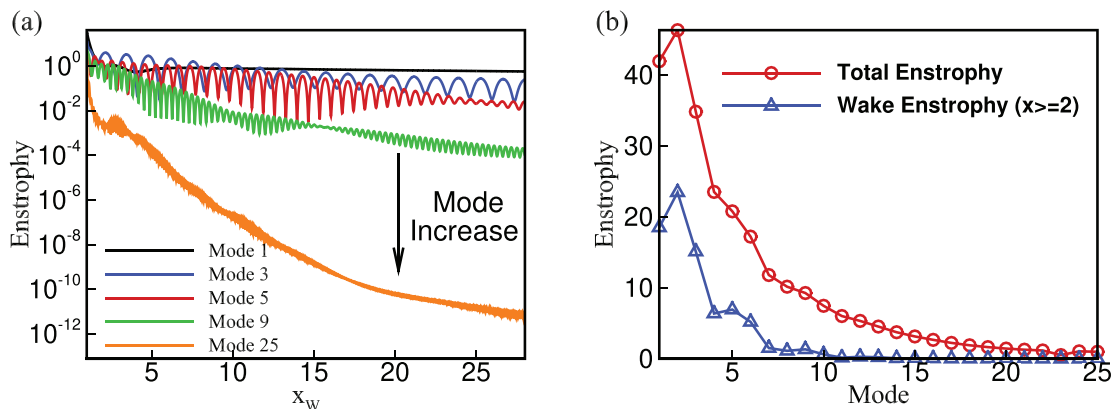 (a)
Enstrophy
10^0
10^-2
10^-4
10^-6
10^-8
10^-10
10^-12
Mode
Increase
Mode 1
Mode 3
Mode 5
Mode 9
Mode 25
5
10
15
20
25
x_W
(b)
Enstrophy
40
30
20
10
0
Total Enstrophy
Wake Enstrophy (x>=2)
5
10
15
20
25
Mode